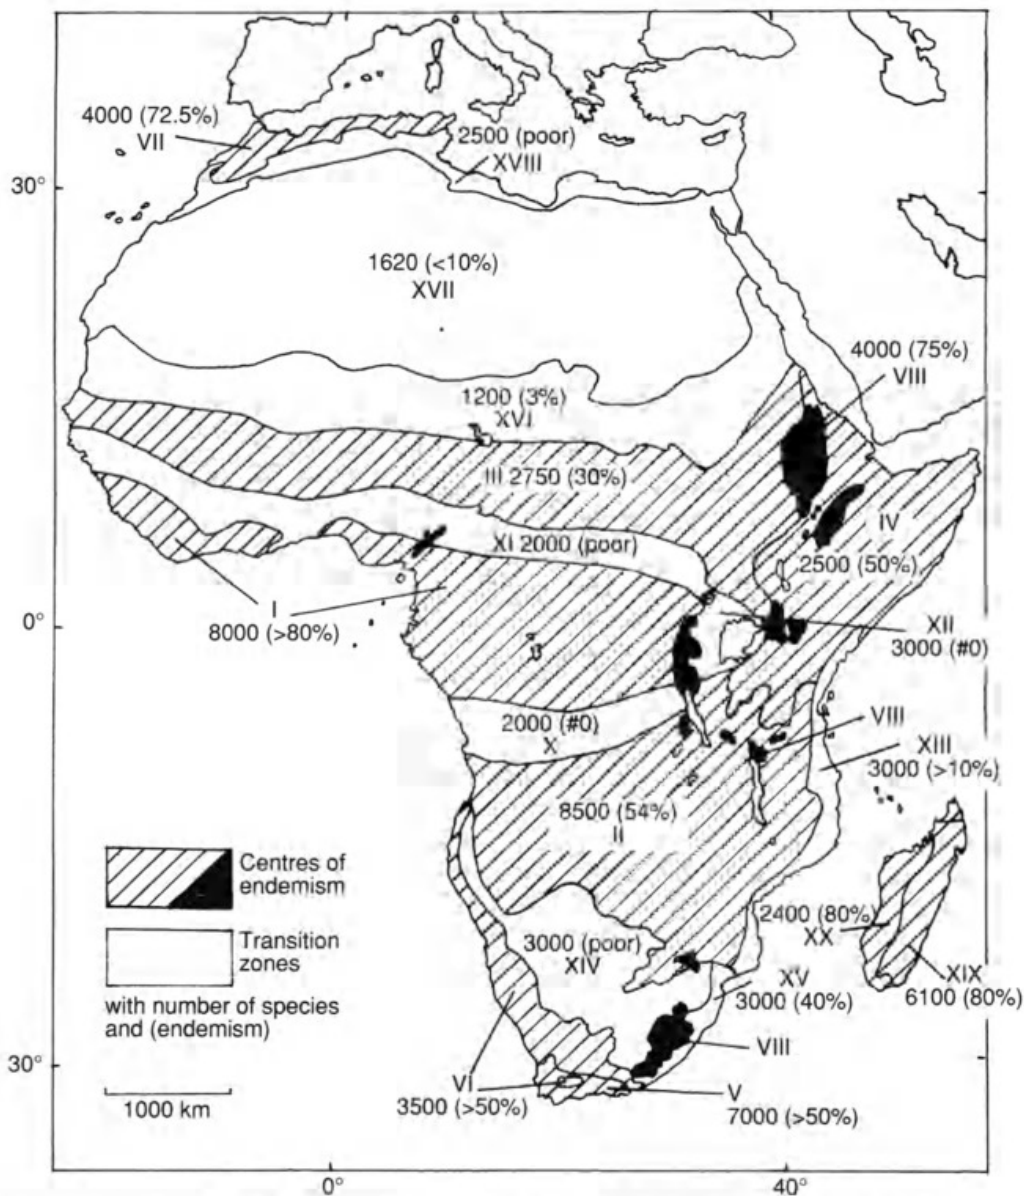 4000 (72.5%)
VII
2500 (poor)
XVIII
30°
1620 (<10%)
XVII
4000 (75%)
VIII
1200 (3%)
XVI
III 2750 (30%)
IV
XI 2000 (poor)
2500 (50%)
I
8000 (>80%)
0°
XII
3000 (#0)
2000 (#0)
X
VIII
XIII
3000 (>10%)
8500 (54%)
II
Centres of
endemism
Transition
zones
with number of species
and (endemism)
2400 (80%)
XX
3000 (poor)
XIV
XV
3000 (40%)
XIX
6100 (80%)
VIII
30°
1000 km
VI
3500 (>50%)
V
7000 (>50%)
0°
40°